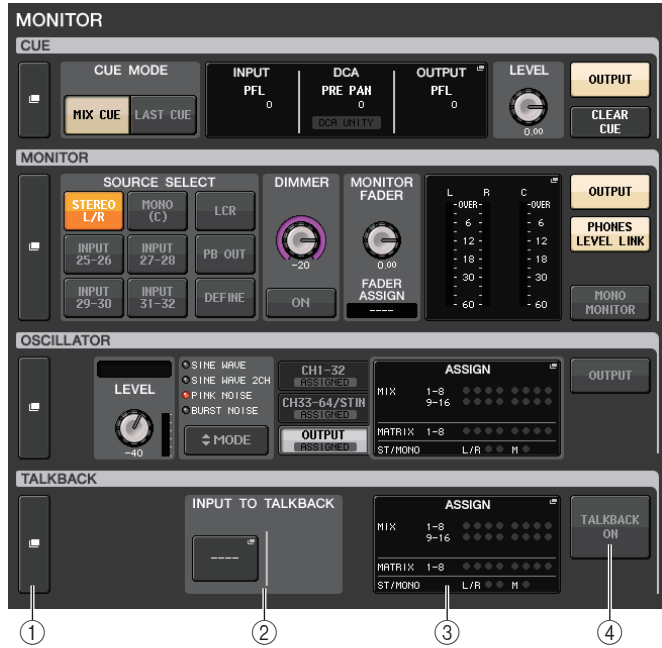 MONITOR
CUE
CUE MODE
MIX CUE
LAST CUE
INPUT
PFL
0
DCA
PRE PAN
0
DCA UNITY
OUTPUT
PFL
0
LEVEL
0.00
OUTPUT
CLEAR
CUE
MONITOR
SOURCE SELECT
STEREO
L/R
MONO
(C)
LCR
INPUT
25-26
INPUT
27-28
PB OUT
INPUT
29-30
INPUT
31-32
DEFINE
DIMMER
-20
ON
MONITOR
FADER
0.00
FADER
ASSIGN
----
L R C
-OVER- -OVER
6 6
12 12
18 18
30 30
60 60
OUTPUT
PHONES
LEVEL LINK
MONO
MONITOR
OSCILLATOR
LEVEL
-40
SINE WAVE
SINE WAVE 2CH
PINK NOISE
BURST NOISE
MODE
CH1-32
ASSIGNED
CH33-64/STIN
ASSIGNED
OUTPUT
ASSIGNED
ASSIGN
MIX 1-8
9-16
MATRIX 1-8
ST/MONO L/R M
OUTPUT
TALKBACK
INPUT TO TALKBACK
----
ASSIGN
MIX 1-8
9-16
MATRIX 1-8
ST/MONO L/R M
TALKBACK
ON
① ② ③ ④